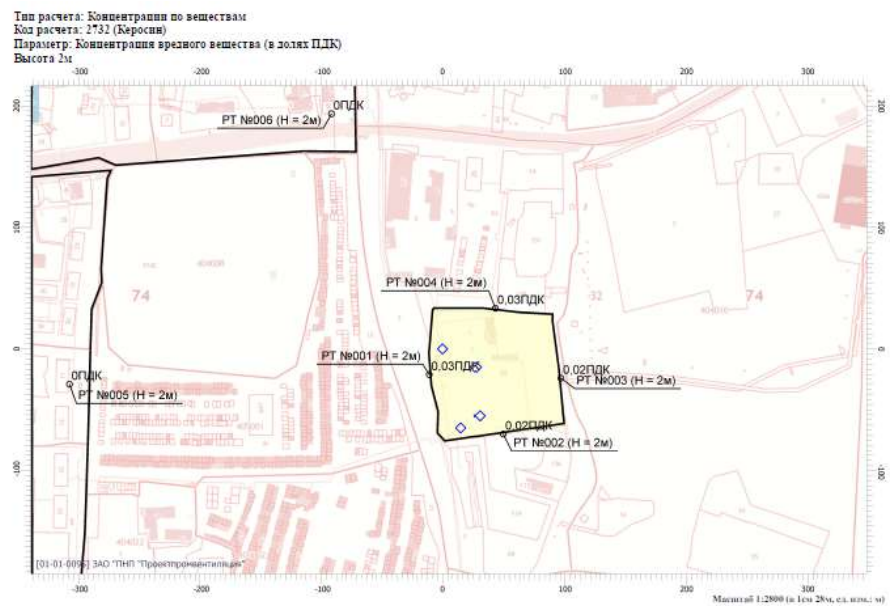 Тип расчета: Концентрации по веществам
Код расчета: 2732 (Керосин)
Параметр: Концентрация вредного вещества (в долях ПДК)
Высота 2м
-300 -200 -100 0 100 200 300
200 200
0ПДК
РТ №006 (Н = 2м)
100 100
74
РТ №004 (Н = 2м)
0,03ПДК
32
74
0 0
РТ №001 (Н = 2м)
0,03ПДК
0,02ПДК
РТ №003 (Н = 2м)
0ПДК
РТ №005 (Н = 2м)
0,02ПДК
РТ №002 (Н = 2м)
-100 -100
ЗАО "ПНП "Проектпромвентиляция"
-300 -200 -100 0 100 200 300
Масштаб 1:2800 (в 1см 28м, ед. изм.: м)